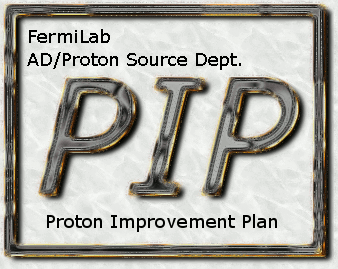 FermiLab
AD/Proton Source Dept.
PIP
Proton Improvement Plan